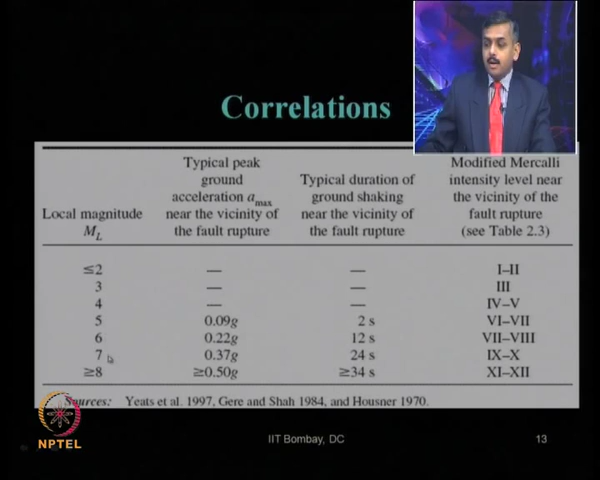 Correlations
Local magnitude M_L | Typical peak ground acceleration a_max near the vicinity of the fault rupture | Typical duration of ground shaking near the vicinity of the fault rupture | Modified Mercalli intensity level near the vicinity of the fault rupture (see Table 2.3)
≤2 — — I–II
3 — — III
4 — — IV–V
5 0.09g 2 s VI–VII
6 0.22g 12 s VII–VIII
7 0.37g 24 s IX–X
≥8 ≥0.50g ≥34 s XI–XII
Sources: Yeats et al. 1997, Gere and Shah 1984, and Housner 1970.
NPTEL
IIT Bombay, DC
13